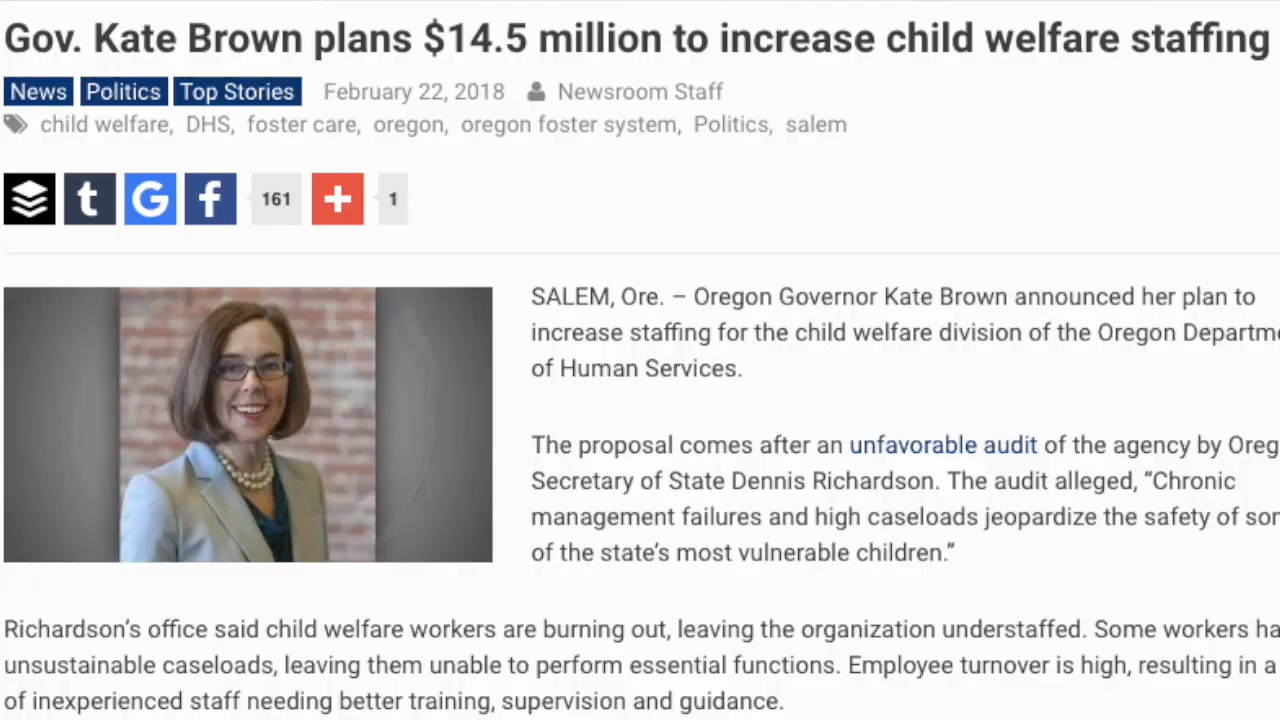 Gov. Kate Brown plans $14.5 million to increase child welfare staffing
News Politics Top Stories February 22, 2018 Newsroom Staff
child welfare, DHS, foster care, oregon, oregon foster system, Politics, salem
t G f 161 + 1
SALEM, Ore. – Oregon Governor Kate Brown announced her plan to
increase staffing for the child welfare division of the Oregon Departme
of Human Services.
The proposal comes after an unfavorable audit of the agency by Oreg
Secretary of State Dennis Richardson. The audit alleged, “Chronic
management failures and high caseloads jeopardize the safety of som
of the state’s most vulnerable children.”
Richardson’s office said child welfare workers are burning out, leaving the organization understaffed. Some workers ha
unsustainable caseloads, leaving them unable to perform essential functions. Employee turnover is high, resulting in a
of inexperienced staff needing better training, supervision and guidance.